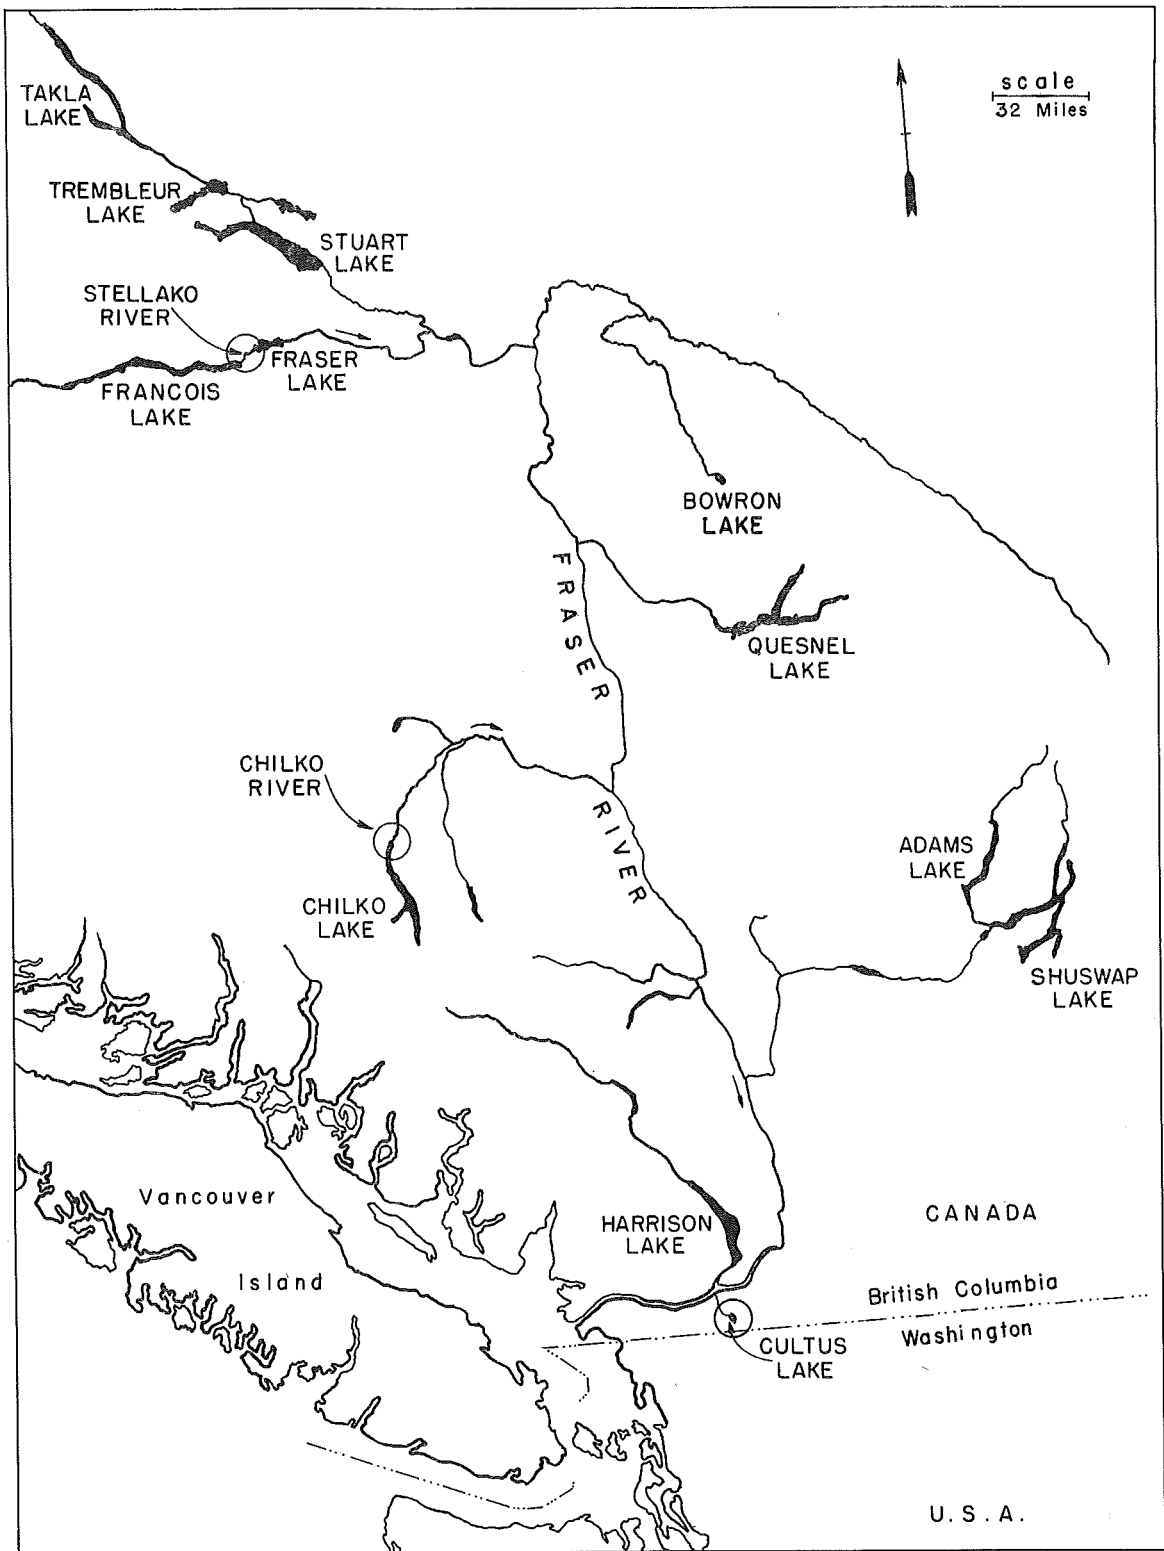 scale
32 Miles
TAKLA
LAKE
TREMBLEUR
LAKE
STUART
LAKE
STELLAKO
RIVER
FRASER
LAKE
FRANCOIS
LAKE
BOWRON
LAKE
FRASER
QUESNEL
LAKE
CHILKO
RIVER
RIVER
ADAMS
LAKE
CHILKO
LAKE
SHUSWAP
LAKE
Vancouver
Island
HARRISON
LAKE
CANADA
British Columbia
Washington
CULTUS
LAKE
U.S.A.